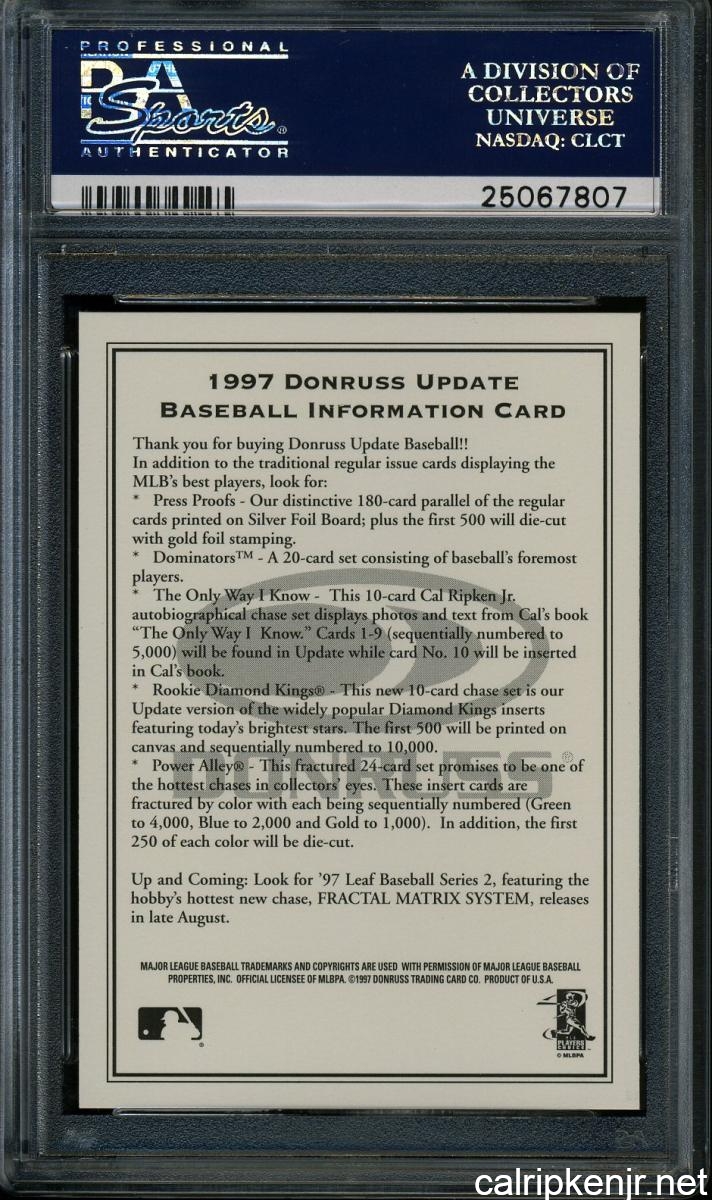 PROFESSIONAL
PSA
Sports®
AUTHENTICATOR
A DIVISION OF
COLLECTORS
UNIVERSE
NASDAQ: CLCT
25067807
1997 DONRUSS UPDATE
BASEBALL INFORMATION CARD
Thank you for buying Donruss Update Baseball!!
In addition to the traditional regular issue cards displaying the
MLB's best players, look for:
* Press Proofs - Our distinctive 180-card parallel of the regular
cards printed on Silver Foil Board; plus the first 500 will die-cut
with gold foil stamping.
* Dominators™ - A 20-card set consisting of baseball's foremost
players.
* The Only Way I Know - This 10-card Cal Ripken Jr.
autobiographical chase set displays photos and text from Cal's book
“The Only Way I Know.” Cards 1-9 (sequentially numbered to
5,000) will be found in Update while card No. 10 will be inserted
in Cal's book.
* Rookie Diamond Kings® - This new 10-card chase set is our
Update version of the widely popular Diamond Kings inserts
featuring today's brightest stars. The first 500 will be printed on
canvas and sequentially numbered to 10,000.
* Power Alley® - This fractured 24-card set promises to be one of
the hottest chases in collectors' eyes. These insert cards are
fractured by color with each being sequentially numbered (Green
to 4,000, Blue to 2,000 and Gold to 1,000). In addition, the first
250 of each color will be die-cut.
DONRUSS®
Up and Coming: Look for '97 Leaf Baseball Series 2, featuring the
hobby's hottest new chase, FRACTAL MATRIX SYSTEM, releases
in late August.
MAJOR LEAGUE BASEBALL TRADEMARKS AND COPYRIGHTS ARE USED WITH PERMISSION OF MAJOR LEAGUE BASEBALL
PROPERTIES, INC. OFFICIAL LICENSEE OF MLBPA. ©1997 DONRUSS TRADING CARD CO. PRODUCT OF U.S.A.
PLAYERS
CHOICE
© MLBPA
calripkenjr.net